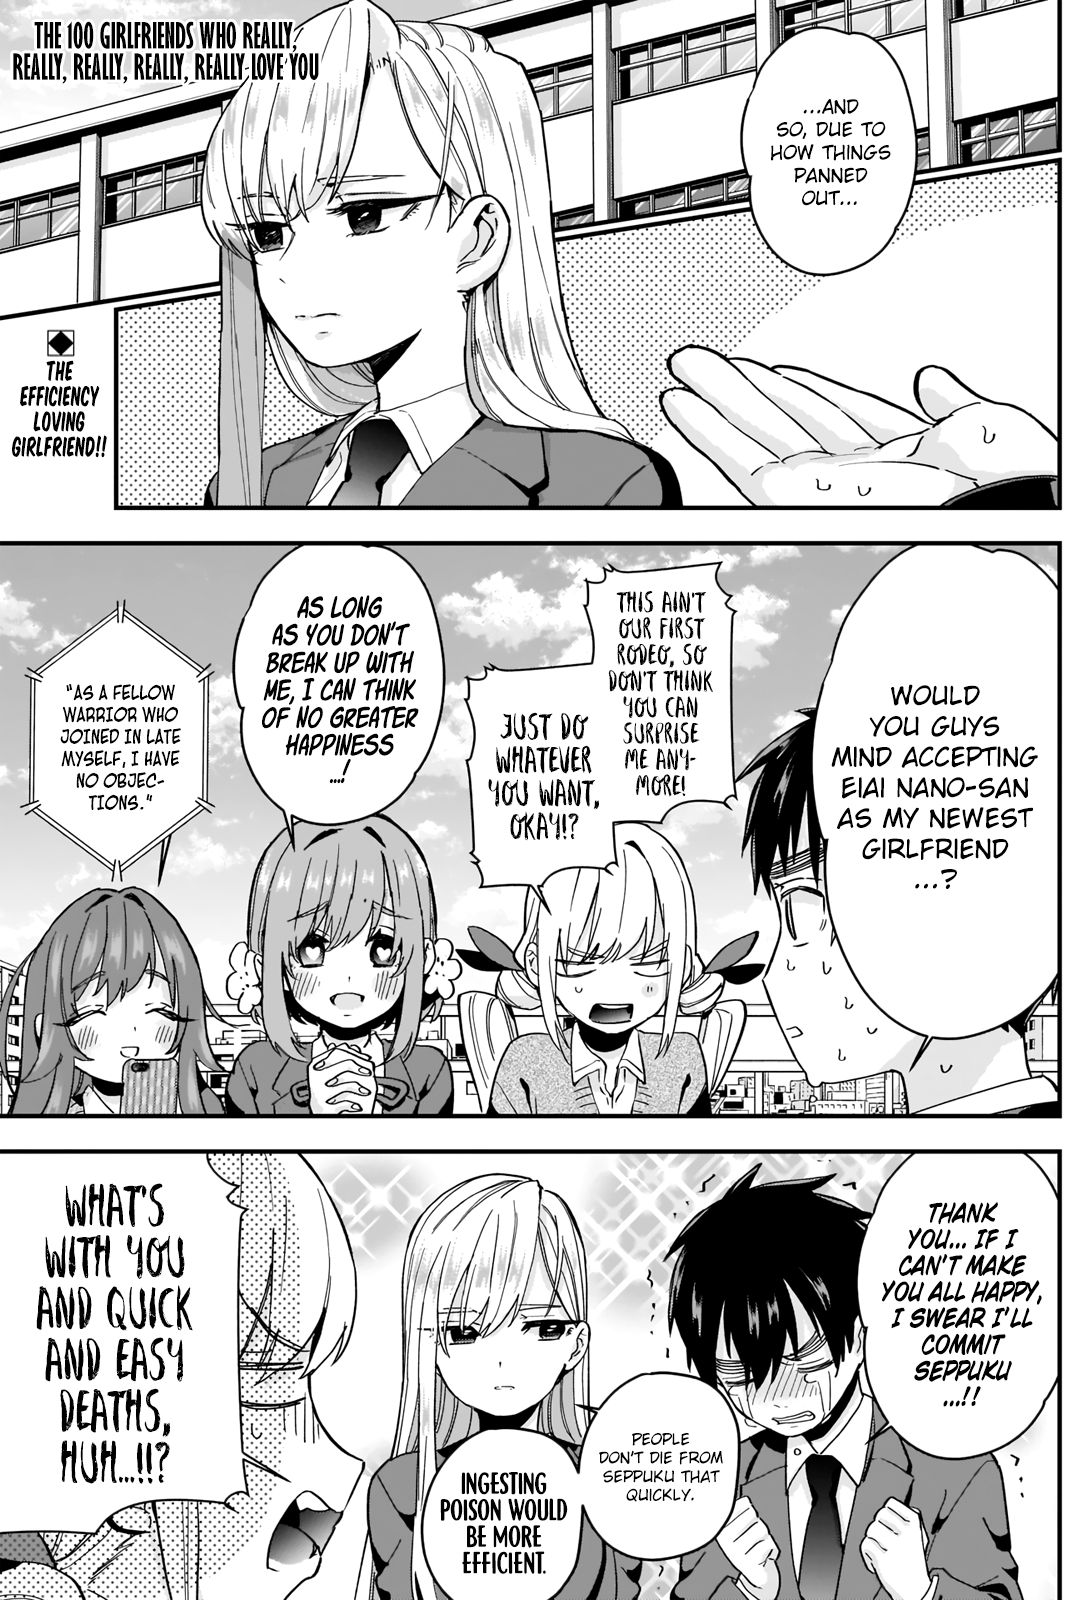 THE 100 GIRLFRIENDS WHO REALLY,
REALLY, REALLY, REALLY, REALLY LOVE YOU
...AND
SO, DUE TO
HOW THINGS
PANNED
OUT...
THE
EFFICIENCY
LOVING
GIRLFRIEND!!
WOULD
YOU GUYS
MIND ACCEPTING
EIAI NANO-SAN
AS MY NEWEST
GIRLFRIEND
...?
THIS AIN'T
OUR FIRST
RODEO, SO
DON'T THINK
YOU CAN
SURPRISE
ME ANY-
MORE!
JUST DO
WHATEVER
YOU WANT,
OKAY!?
AS LONG
AS YOU DON'T
BREAK UP WITH
ME, I CAN THINK
OF NO GREATER
HAPPINESS
...!
"AS A FELLOW
WARRIOR WHO
JOINED IN LATE
MYSELF, I HAVE
NO OBJEC-
TIONS."
THANK
YOU... IF I
CAN'T MAKE
YOU ALL HAPPY,
I SWEAR I'LL
COMMIT
SEPPUKU
...!!
PEOPLE
DON'T DIE FROM
SEPPUKU THAT
QUICKLY.
INGESTING
POISON WOULD
BE MORE
EFFICIENT.
WHAT'S
WITH YOU
AND QUICK
AND EASY
DEATHS,
HUH...!!?